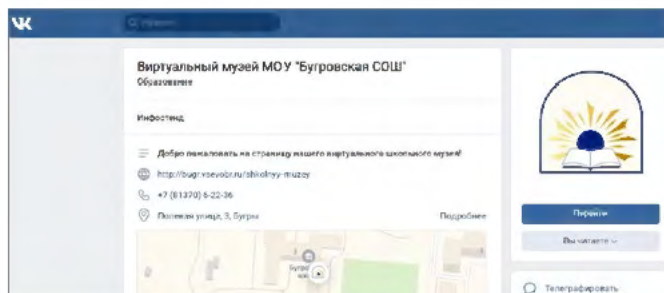 Виртуальный музей МОУ "Бугровская СОШ"
Образование
Инфостенд
Добро пожаловать на страницу нашего виртуального школьного музея!
http://bugr.vsevobr.ru/shkolnyy-muzey
+7 (81370) 6-22-36
Полевая улица, 3, Бугры
Подробнее
Перейти
Вы читаете
Телеграфировать